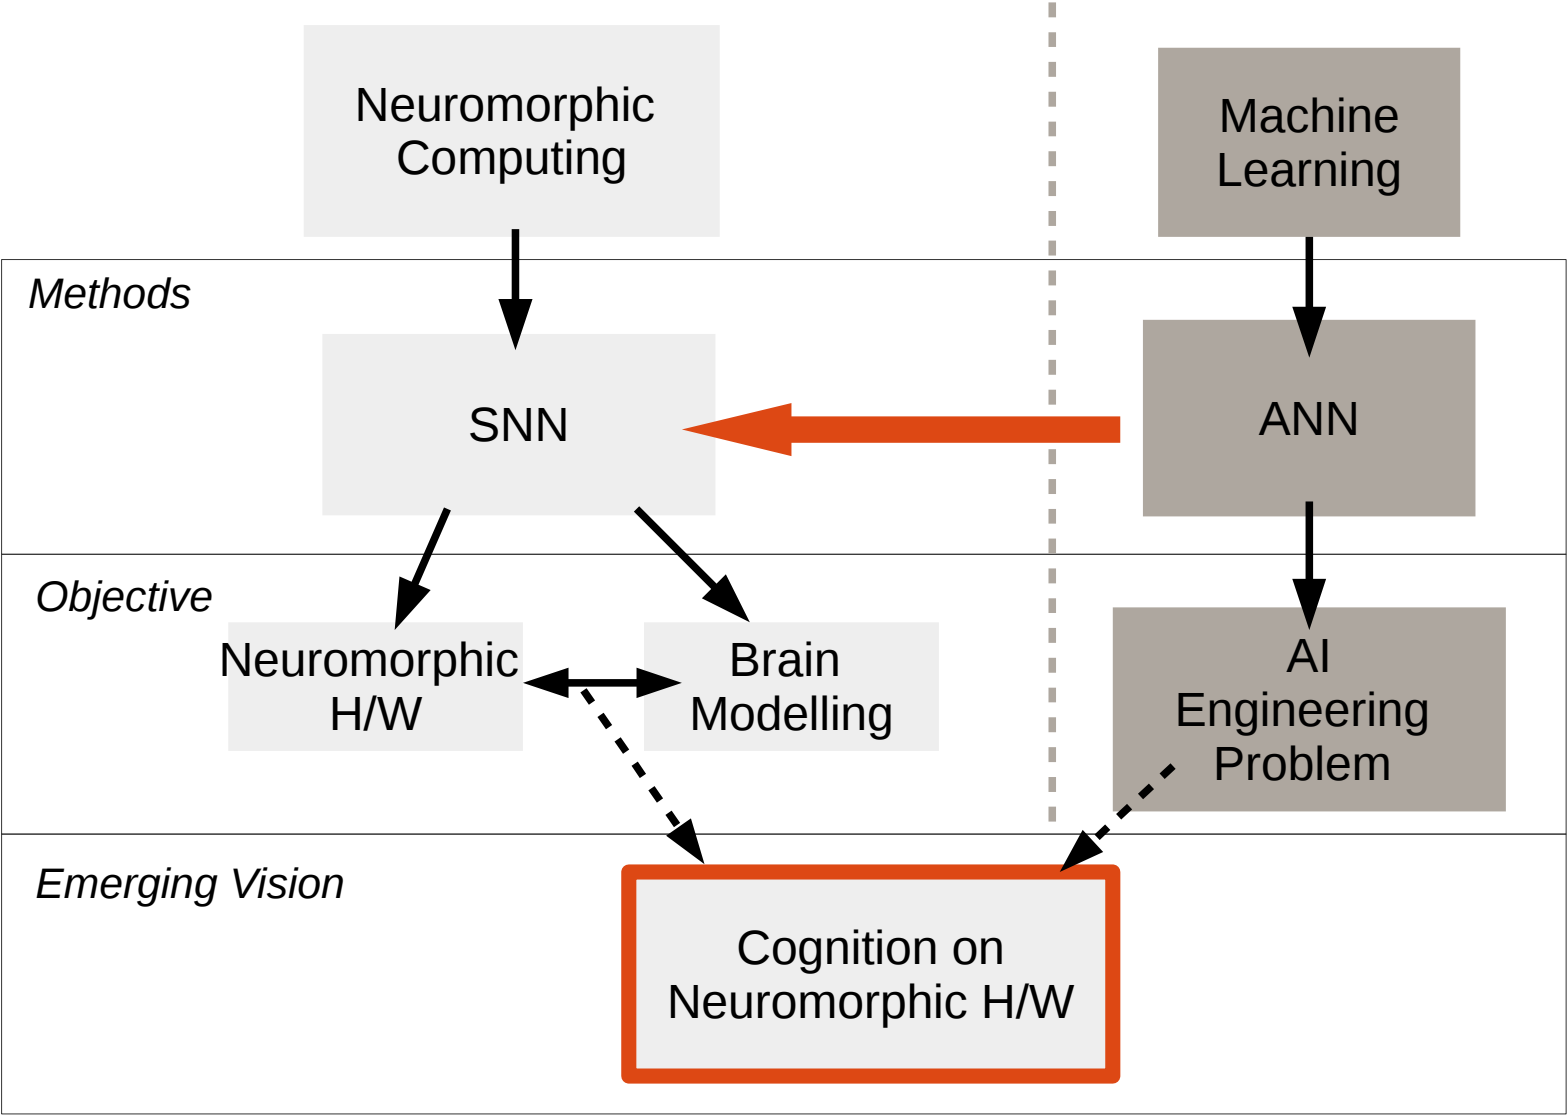 Neuromorphic
Computing
Machine
Learning
Methods
SNN
ANN
Objective
Neuromorphic
H/W
Brain
Modelling
AI
Engineering
Problem
Emerging Vision
Cognition on
Neuromorphic H/W